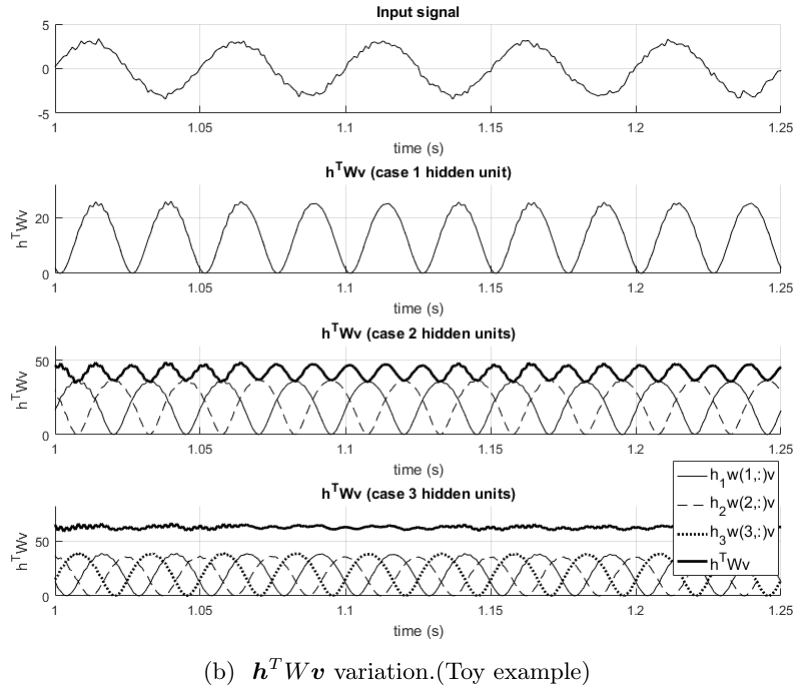 Input signal
5
0
-5
1 1.05 1.1 1.15 1.2 1.25
time (s)
h^TWv (case 1 hidden unit)
h^TWv
20
0
1 1.05 1.1 1.15 1.2 1.25
time (s)
h^TWv (case 2 hidden units)
h^TWv
50
0
1 1.05 1.1 1.15 1.2 1.25
time (s)
h^TWv (case 3 hidden units)
h^TWv
50
0
1 1.05 1.1 1.15 1.2 1.25
time (s)
h_1w(1,:)v
h_2w(2,:)v
h_3w(3,:)v
h^TWv
(b) h^TWv variation.(Toy example)